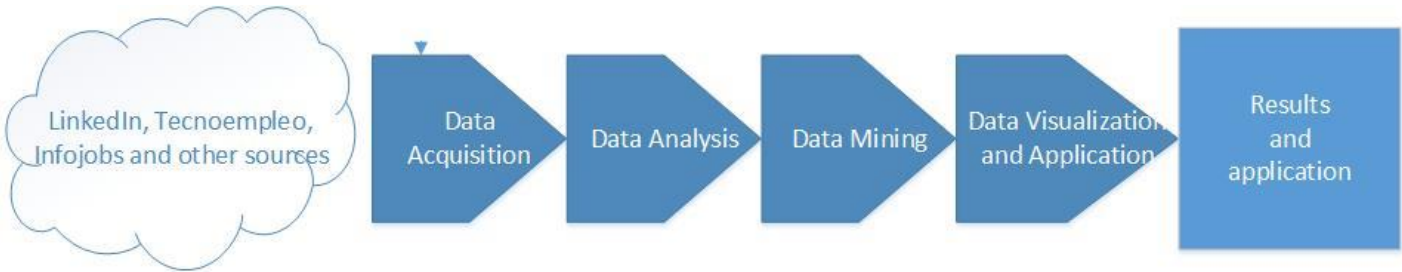 LinkedIn, Tecnoempleo,
Infojobs and other sources
Data
Acquisition
Data Analysis
Data Mining
Data Visualization
and Application
Results
and
application